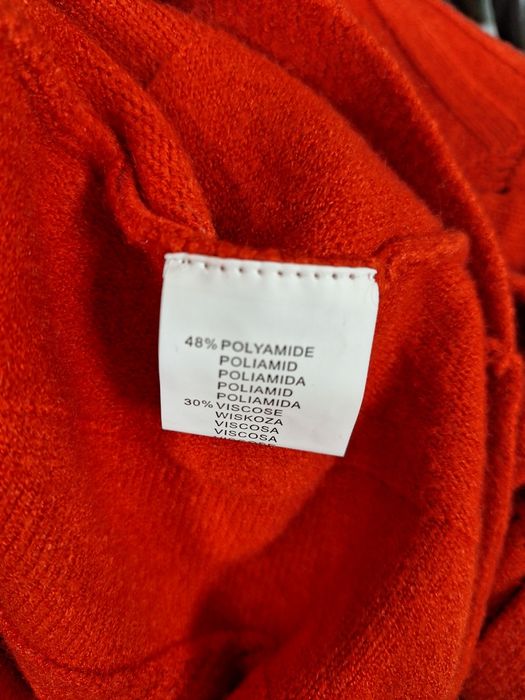 48% POLYAMIDE
POLIAMID
POLIAMIDA
POLIAMID
POLIAMIDA
30% VISCOSE
WISKOZA
VISCOSA
VISCOSA